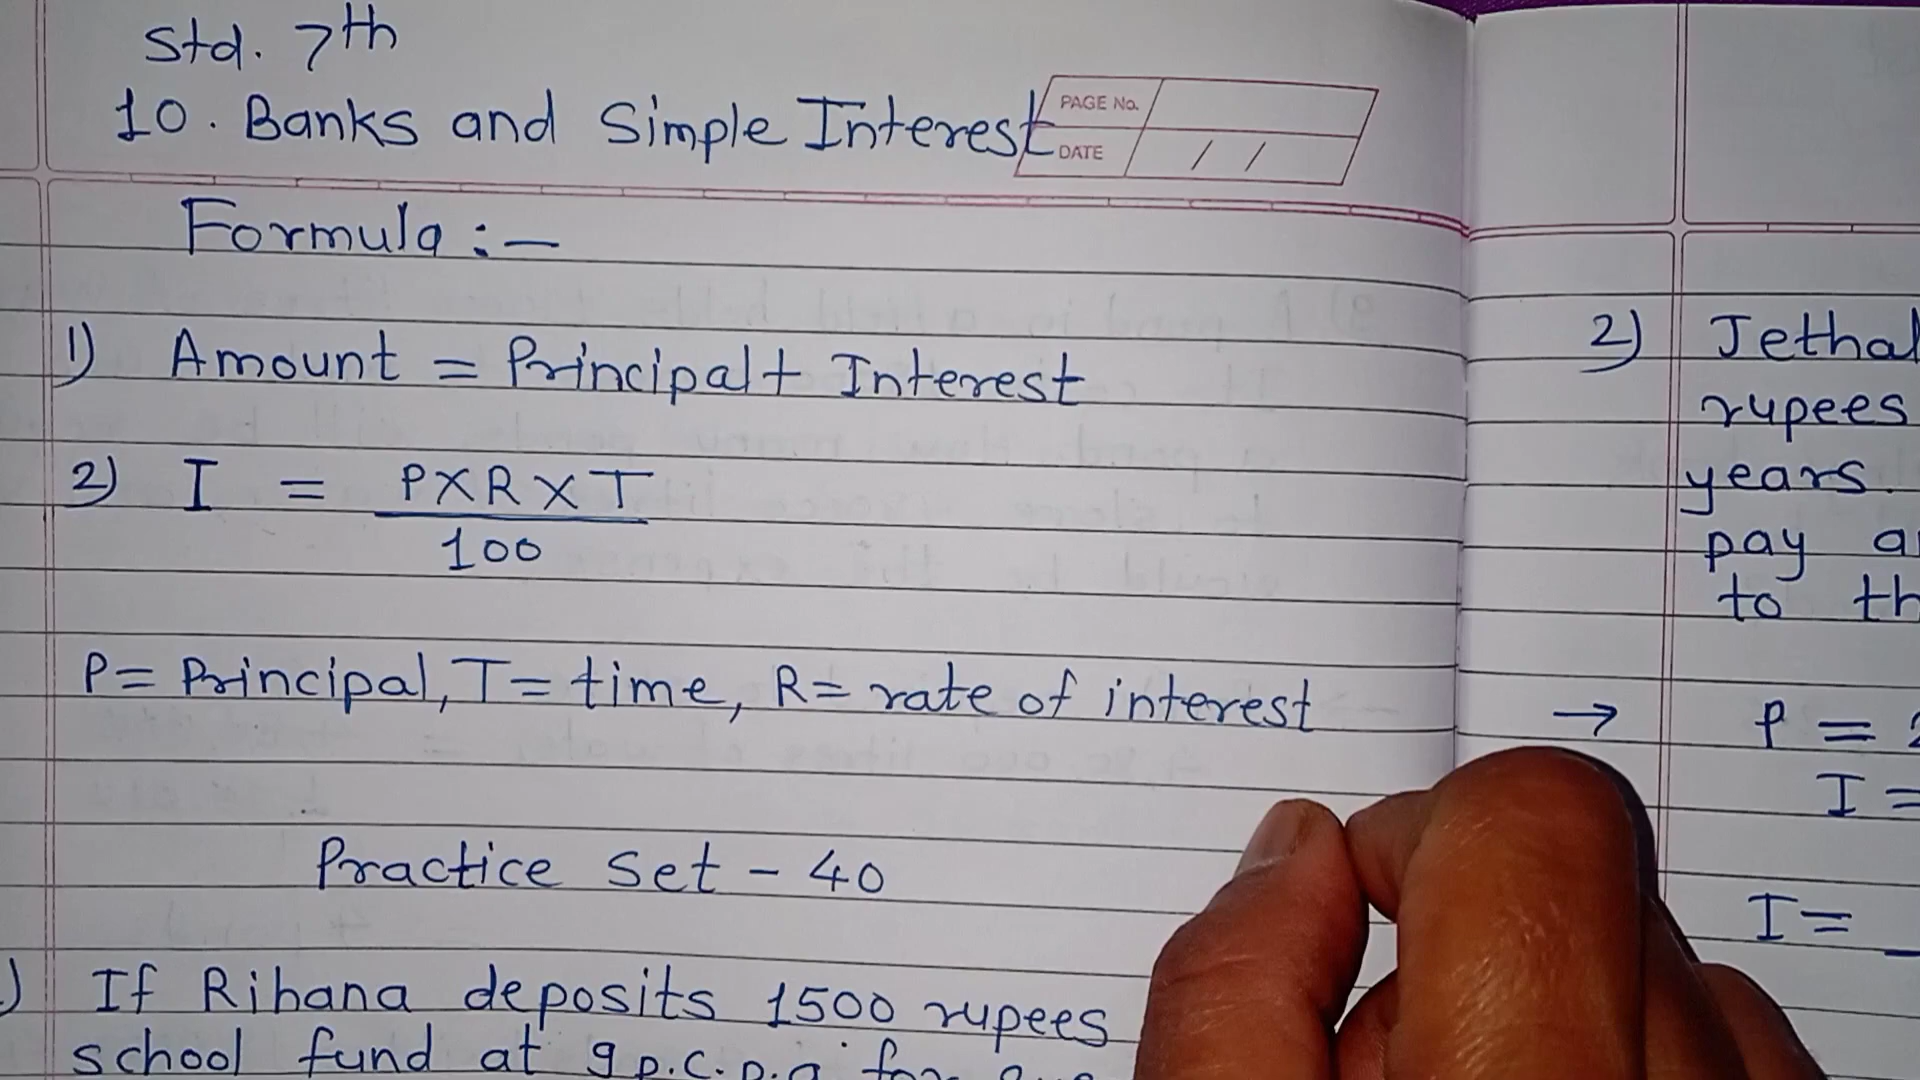 Std. 7th
10. Banks and Simple Interest
PAGE No.
DATE / /
Formula :-
1) Amount = Principal + Interest
2) I = P X R X T
100
P = Principal, T = time, R = rate of interest
Practice Set - 40
If Rihana deposits 1500 rupees
school fund at 9 p.c.p.a for
2) Jethal
rupees
years.
pay
to
→ P =
I =
I =